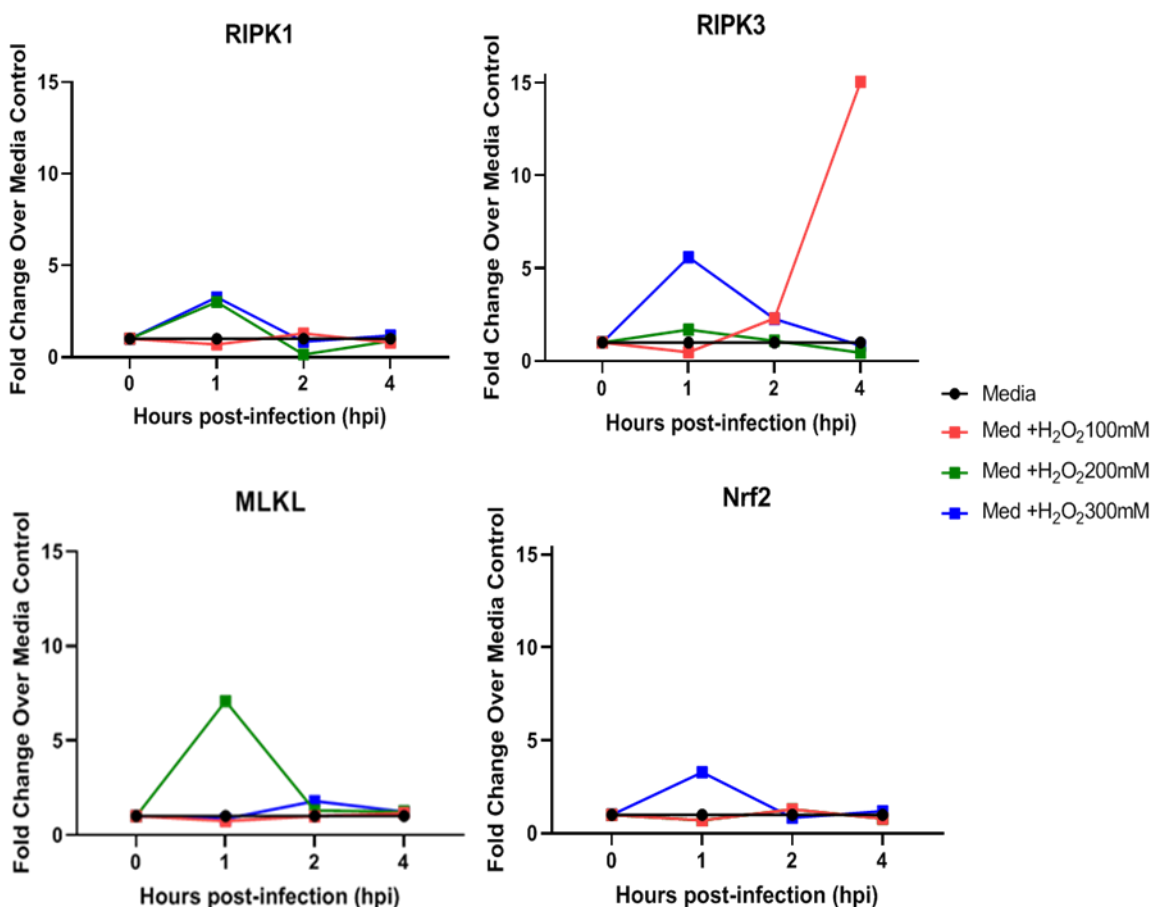 RIPK1
Fold Change Over Media Control
15
10
5
0
0 1 2 4
Hours post-infection (hpi)
RIPK3
Fold Change Over Media Control
15
10
5
0
0 1 2 4
Hours post-infection (hpi)
Media
Med +H₂O₂100mM
Med +H₂O₂200mM
Med +H₂O₂300mM
MLKL
Fold Change Over Media Control
15
10
5
0
0 1 2 4
Hours post-infection (hpi)
Nrf2
Fold Change Over Media Control
15
10
5
0
0 1 2 4
Hours post-infection (hpi)